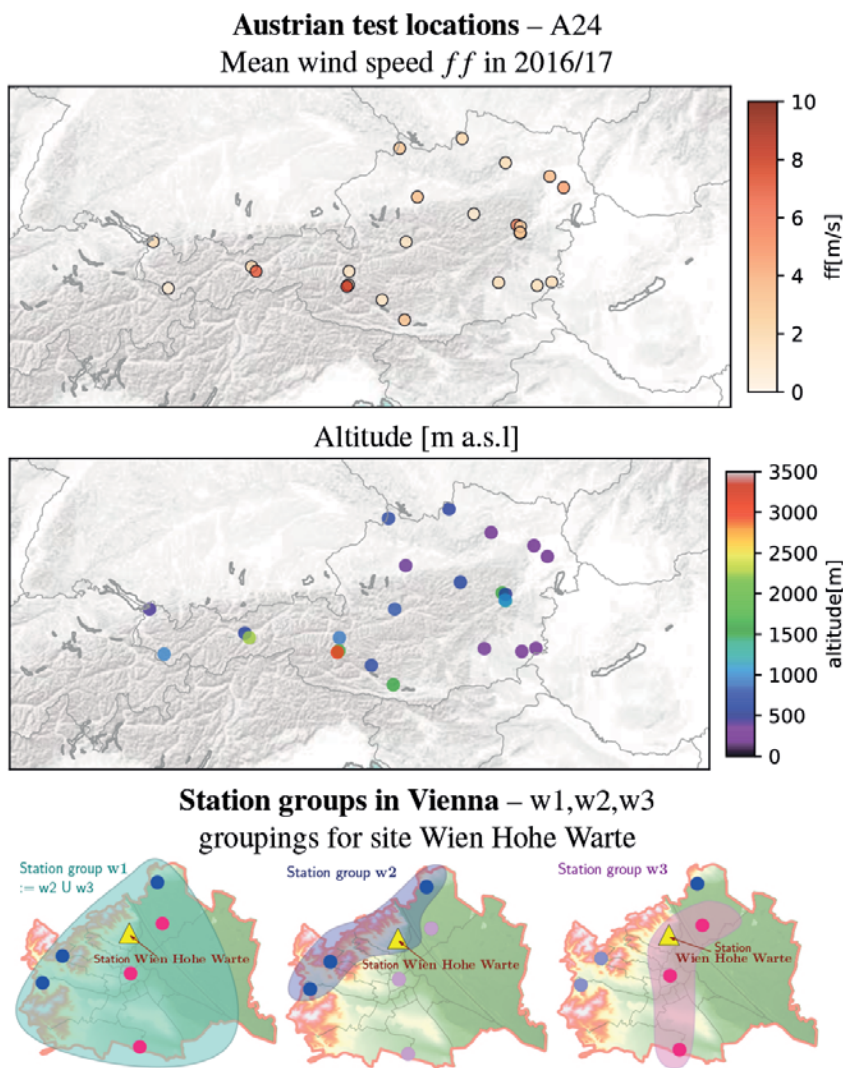 Austrian test locations – A24
Mean wind speed ff in 2016/17
10
8
6
4
2
0
ff[m/s]
Altitude [m a.s.l]
3500
3000
2500
2000
1500
1000
500
0
altitude[m]
Station groups in Vienna – w1,w2,w3
groupings for site Wien Hohe Warte
Station group w1
:= w2 U w3
Station Wien Hohe Warte
Station group w2
Station Wien Hohe Warte
Station group w3
Station
Wien Hohe Warte